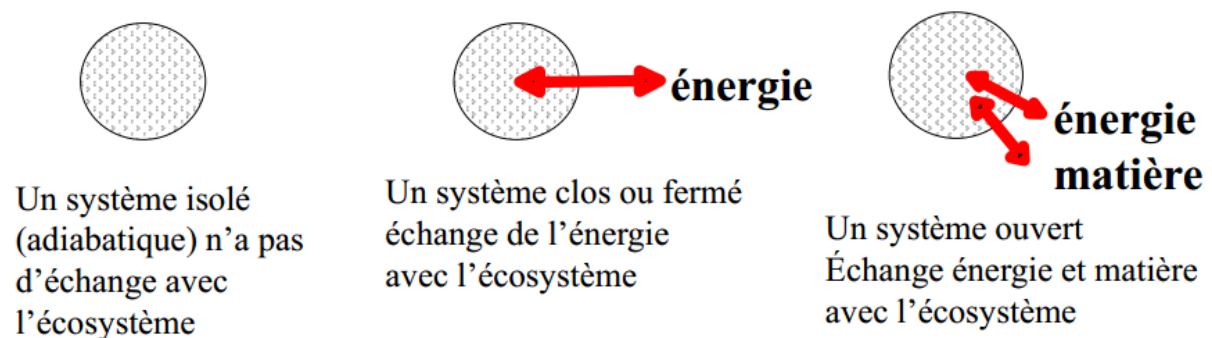 Un système isolé
(adiabatique) n’a pas
d’échange avec
l’écosystème
énergie
Un système clos ou fermé
échange de l’énergie
avec l’écosystème
énergie
matière
Un système ouvert
Échange énergie et matière
avec l’écosystème